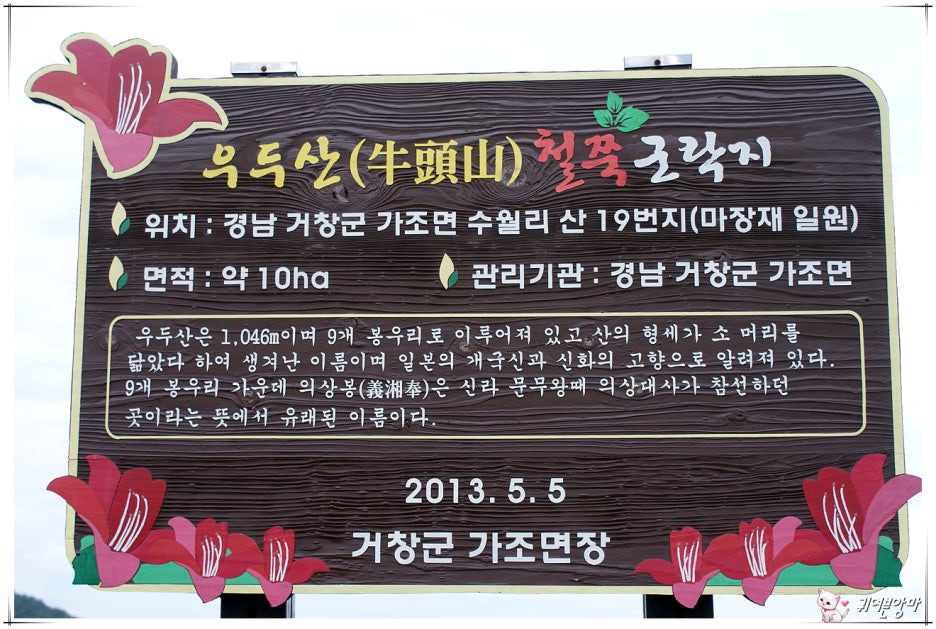 우두산(牛頭山) 철쭉 군락지
위치 : 경남 거창군 가조면 수월리 산 19번지(마장재 일원)
면적 : 약 10ha 관리기관 : 경남 거창군 가조면
우두산은 1,046m이며 9개 봉우리로 이루어져 있고 산의 형세가 소 머리를
닮았다 하여 생겨난 이름이며 일본의 개국신과 신화의 고향으로 알려져 있다.
9개 봉우리 가운데 의상봉(義湘奉)은 신라 문무왕때 의상대사가 참선하던
곳이라는 뜻에서 유래된 이름이다.
2013. 5. 5
거창군 가조면장
귀연븐앙마